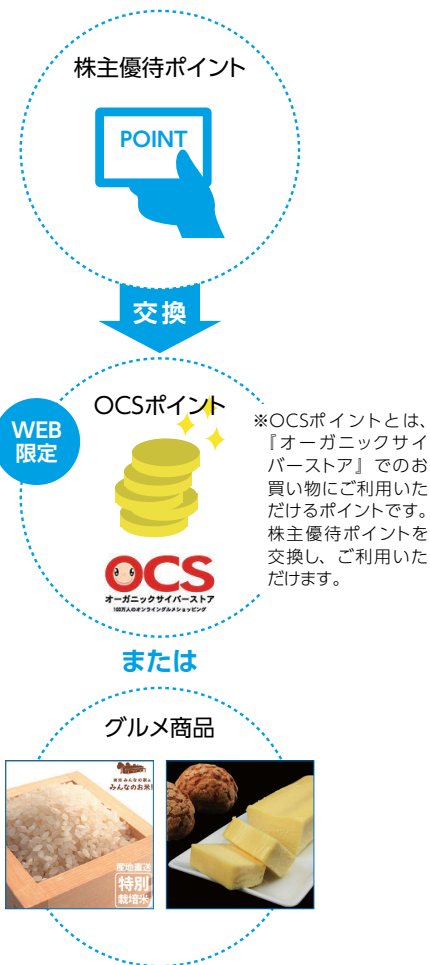 株主優待ポイント
POINT
交換
WEB
限定
OCSポイント
※OCSポイントとは、
『オーガニックサイ
バーストア』でのお
買い物にご利用いた
だけるポイントです。
株主優待ポイントを
交換し、ご利用いた
だけます。
OCS
オーガニックサイバーストア
100万人のオンライングルメショッピング
または
グルメ商品
みんなのお米
産地直送
特別
栽培米